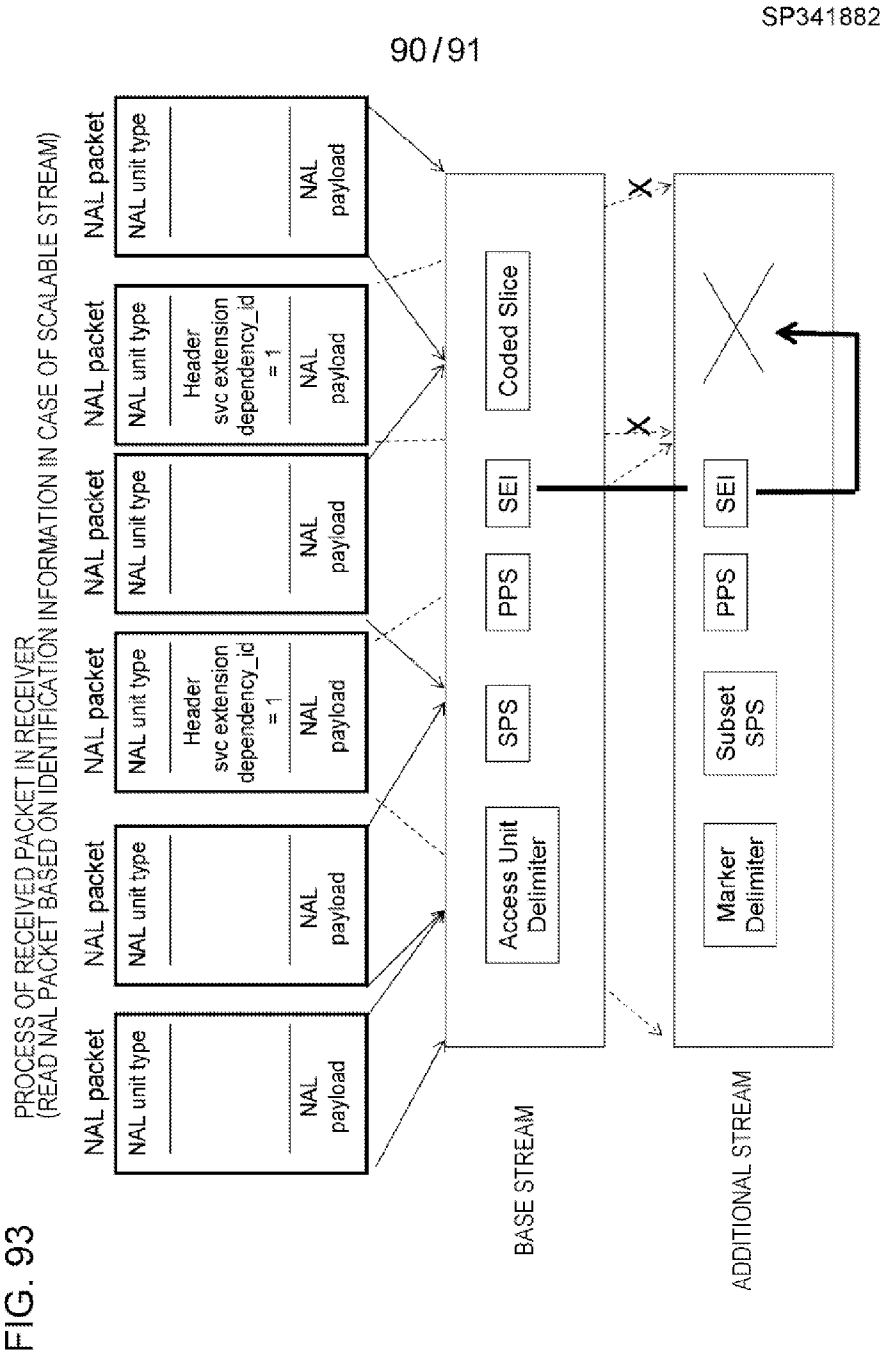 SP341882
90/91
FIG. 93
PROCESS OF RECEIVED PACKET IN RECEIVER
(READ NAL PACKET BASED ON IDENTIFICATION INFORMATION IN CASE OF SCALABLE STREAM)
NAL packet
NAL unit type
NAL
payload
NAL packet
NAL unit type
NAL
payload
NAL packet
NAL unit type
Header
svc extension
dependency_id
= 1
NAL
payload
NAL packet
NAL unit type
NAL
payload
NAL packet
NAL unit type
Header
svc extension
dependency_id
= 1
NAL
payload
NAL packet
NAL unit type
NAL
payload
BASE STREAM
Access Unit
Delimiter
SPS
PPS
SEI
Coded Slice
X
X
ADDITIONAL STREAM
Marker
Delimiter
Subset
SPS
PPS
SEI